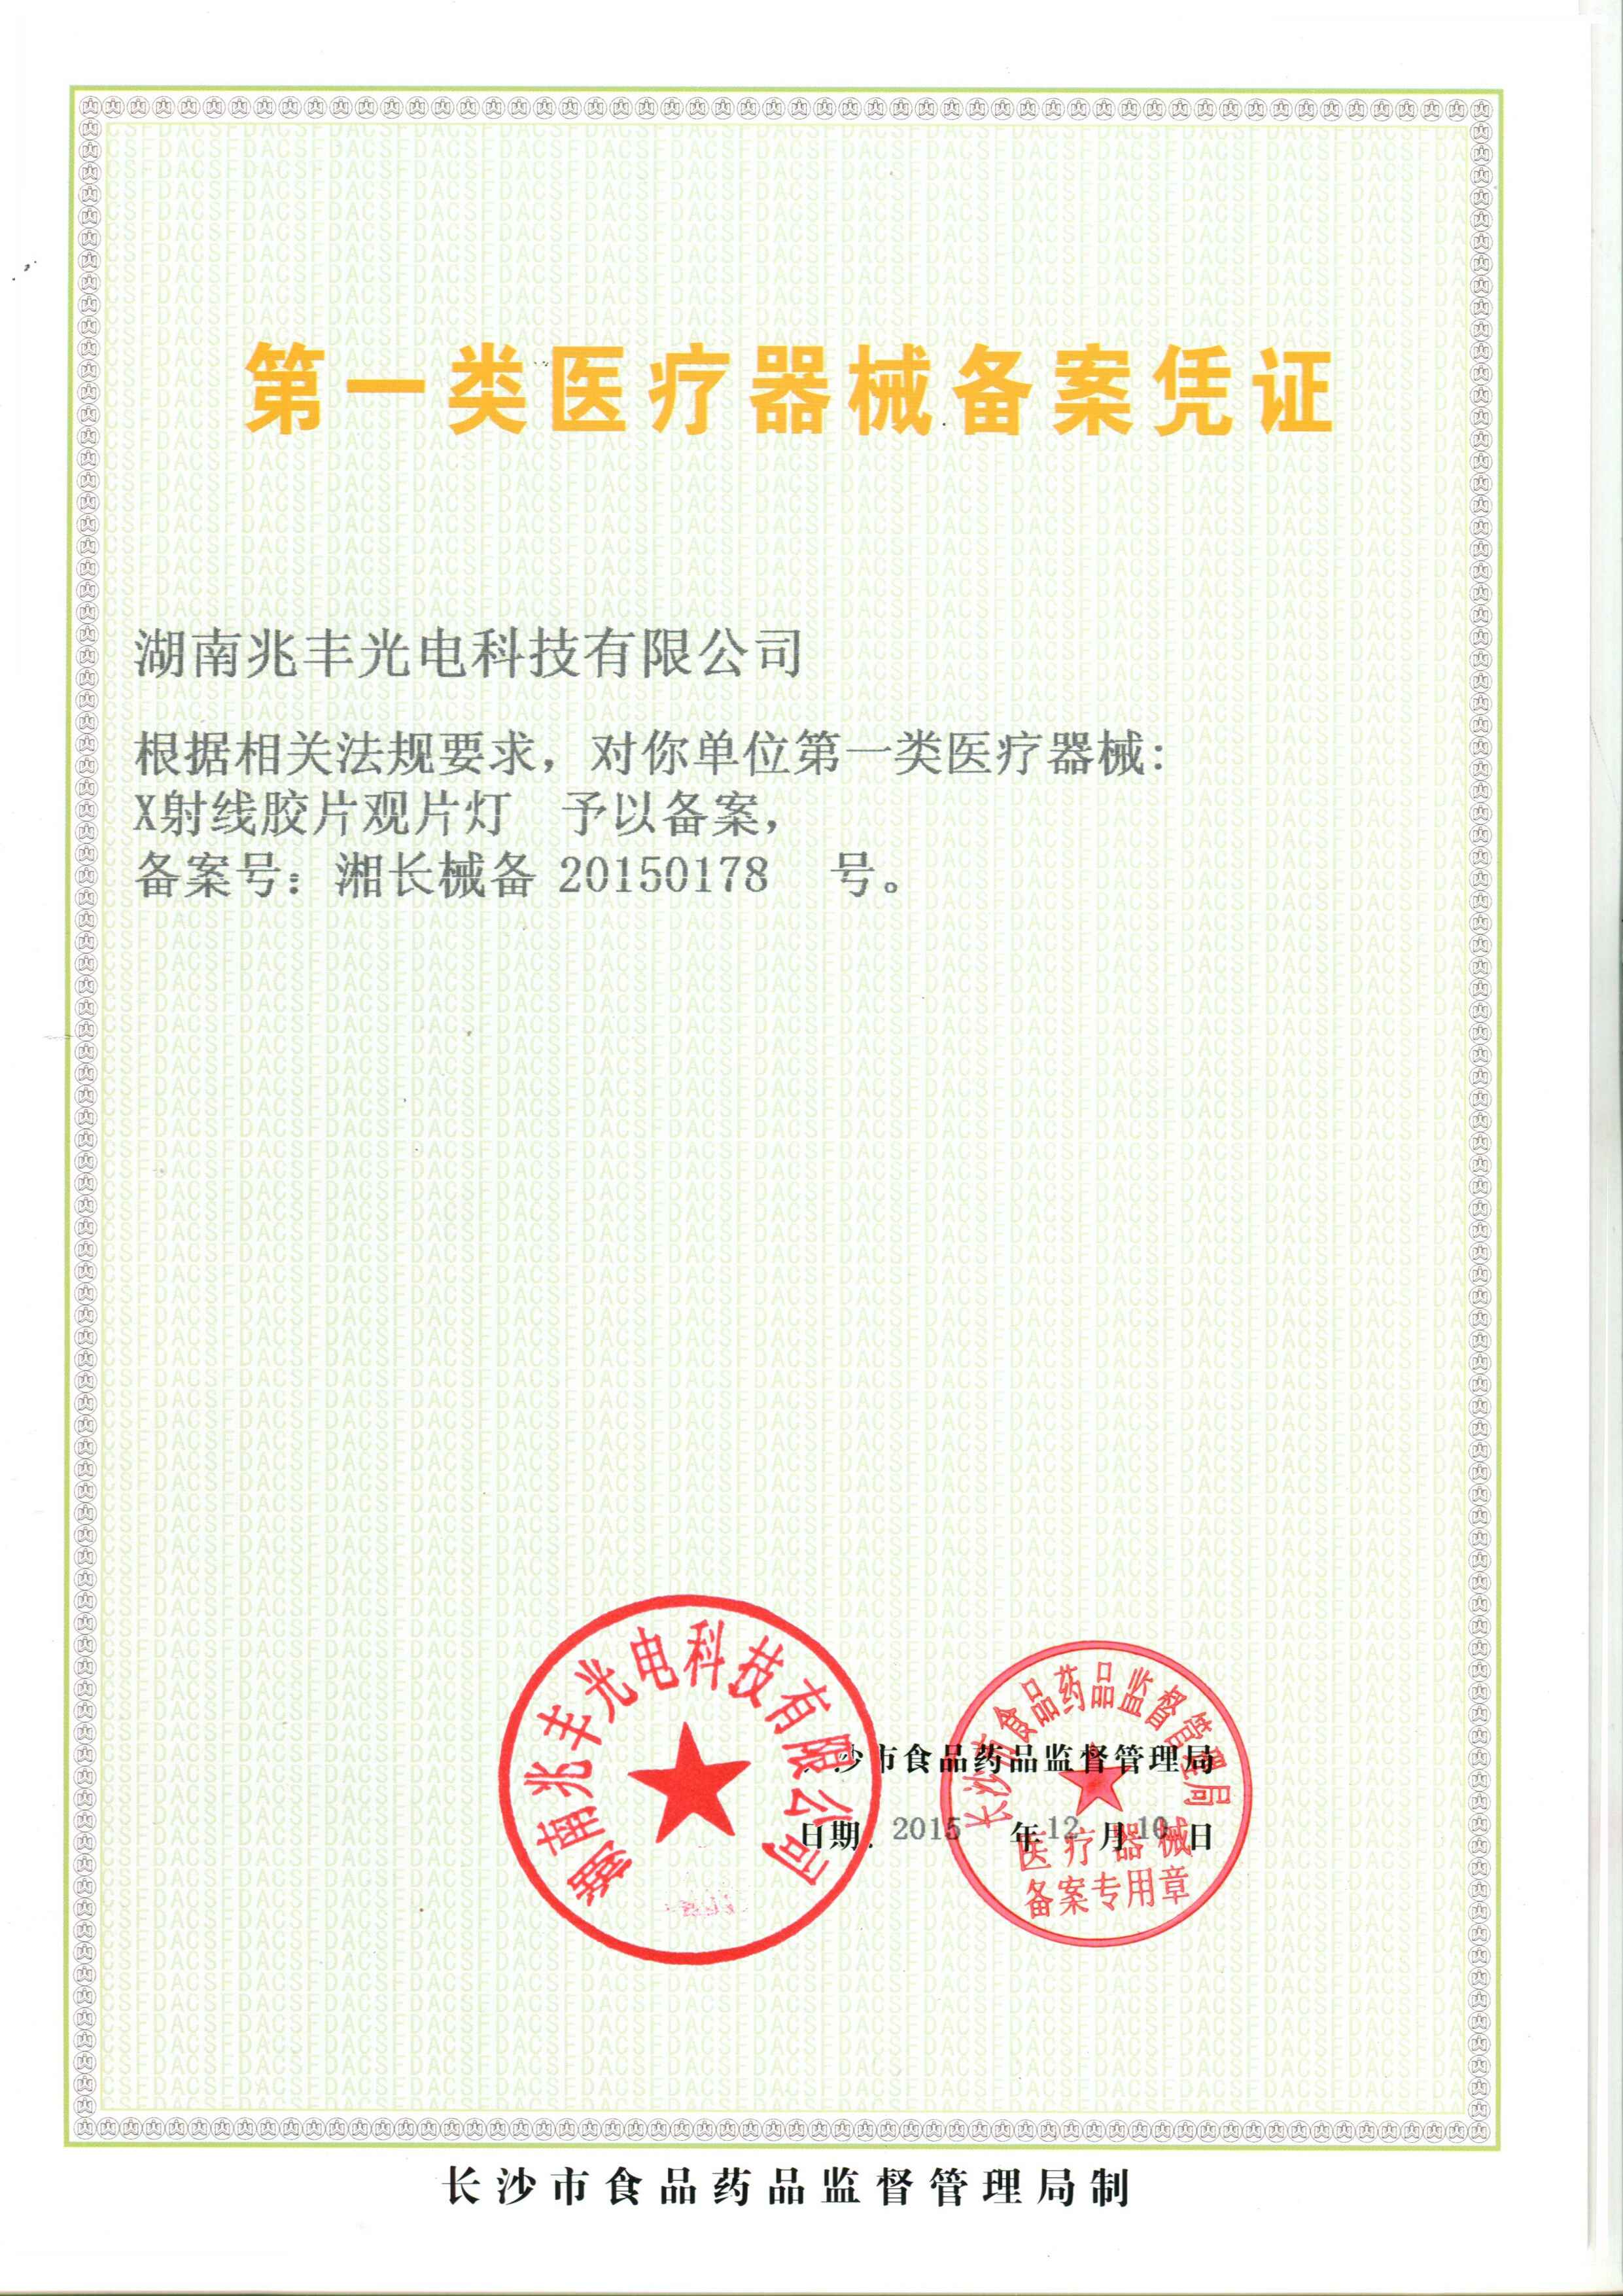 第一类医疗器械备案凭证
湖南兆丰光电科技有限公司
根据相关法规要求，对你单位第一类医疗器械：
X射线胶片观片灯 予以备案，
备案号：湘长械备 20150178 号。
湖南兆丰光电科技有限公司
长沙市食品药品监督管理局
医疗器械
备案专用章
沙市食品药品监督管理局
日期：2015 年 12 月 10 日
长沙市食品药品监督管理局制